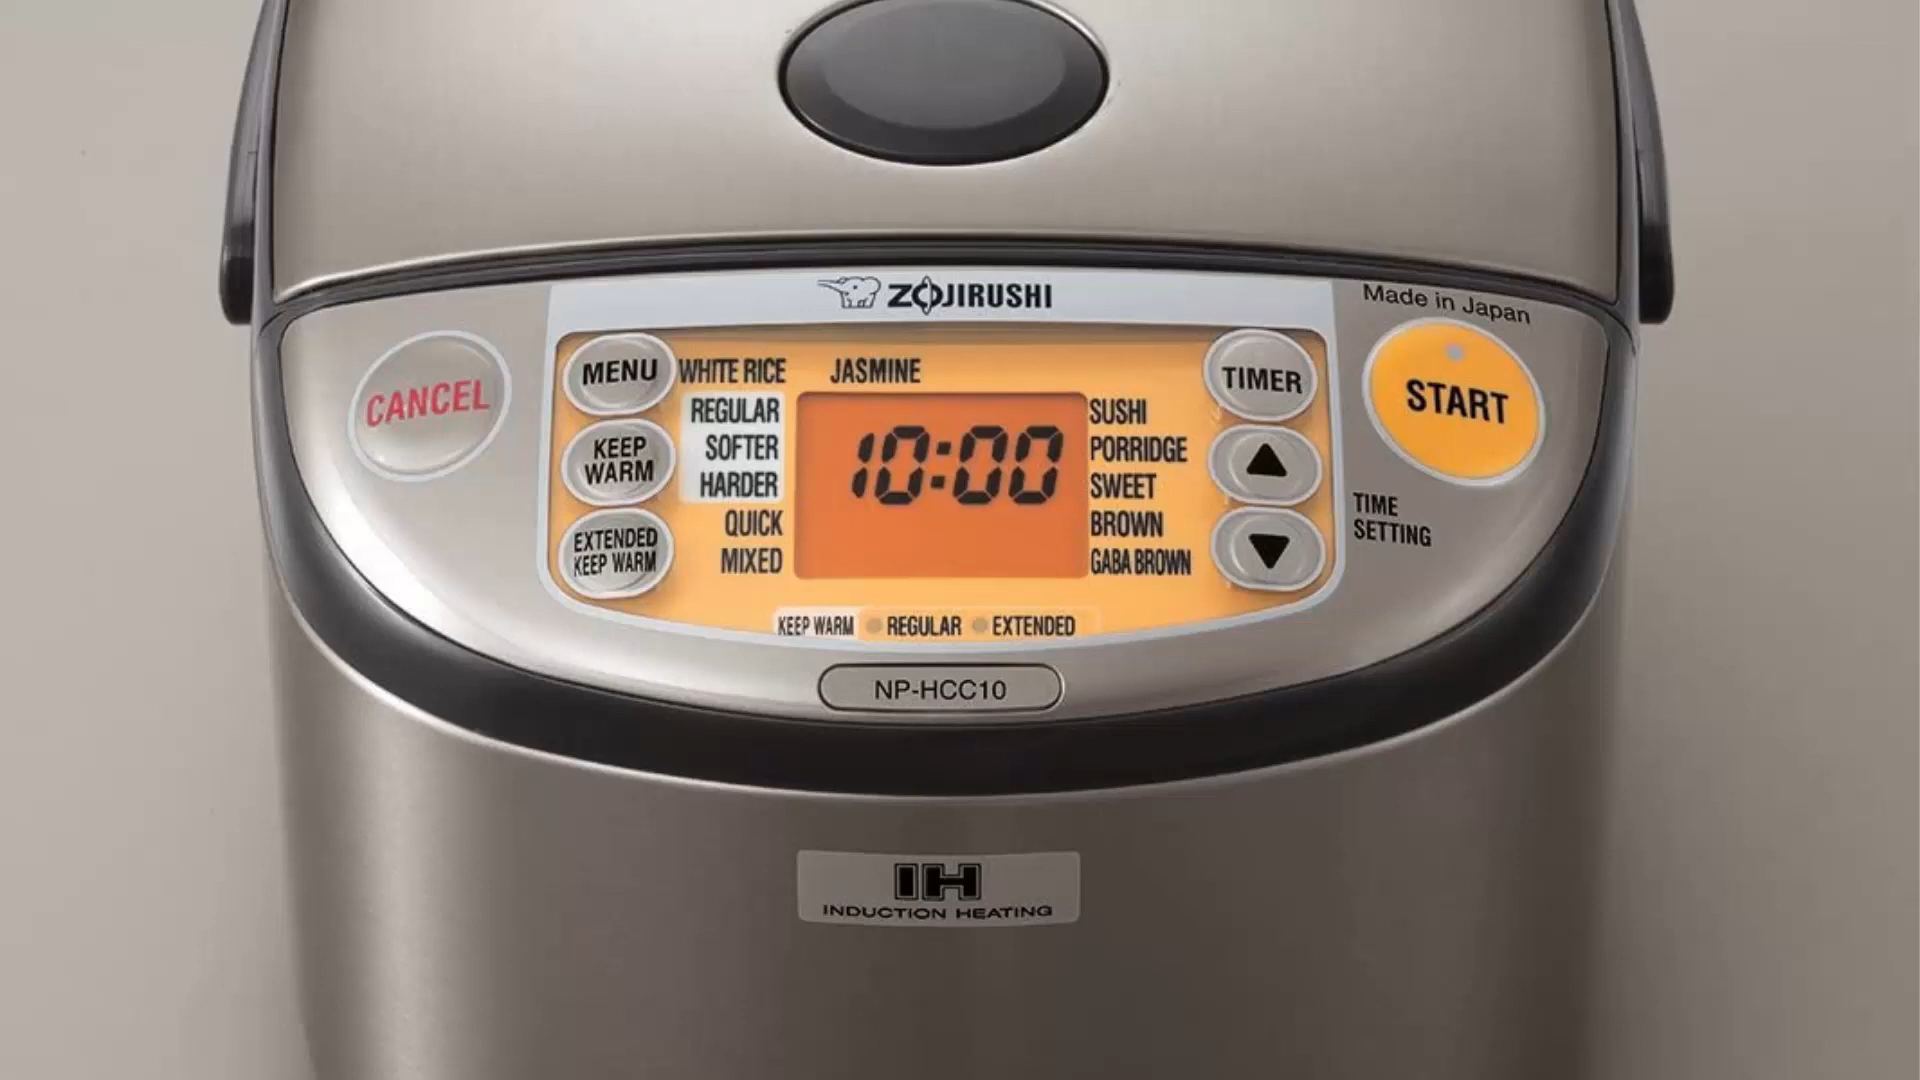 ZOJIRUSHI
Made in Japan
CANCEL
MENU
KEEP
WARM
EXTENDED
KEEP WARM
WHITE RICE
JASMINE
REGULAR
SOFTER
HARDER
QUICK
MIXED
10:00
SUSHI
PORRIDGE
SWEET
BROWN
GABA BROWN
TIMER
▲
▼
START
TIME
SETTING
KEEP WARM REGULAR EXTENDED
NP-HCC10
IH
INDUCTION HEATING